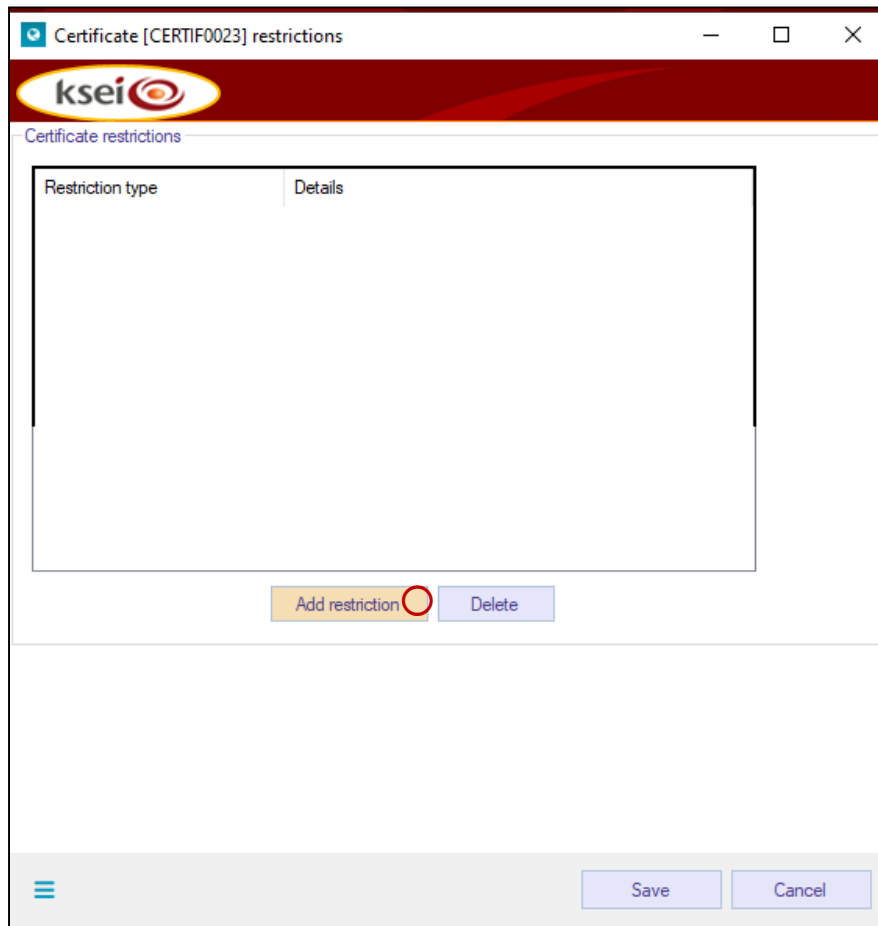 Certificate [CERTIF0023] restrictions
ksei
Certificate restrictions
Restriction type Details
Add restriction Delete
Save Cancel